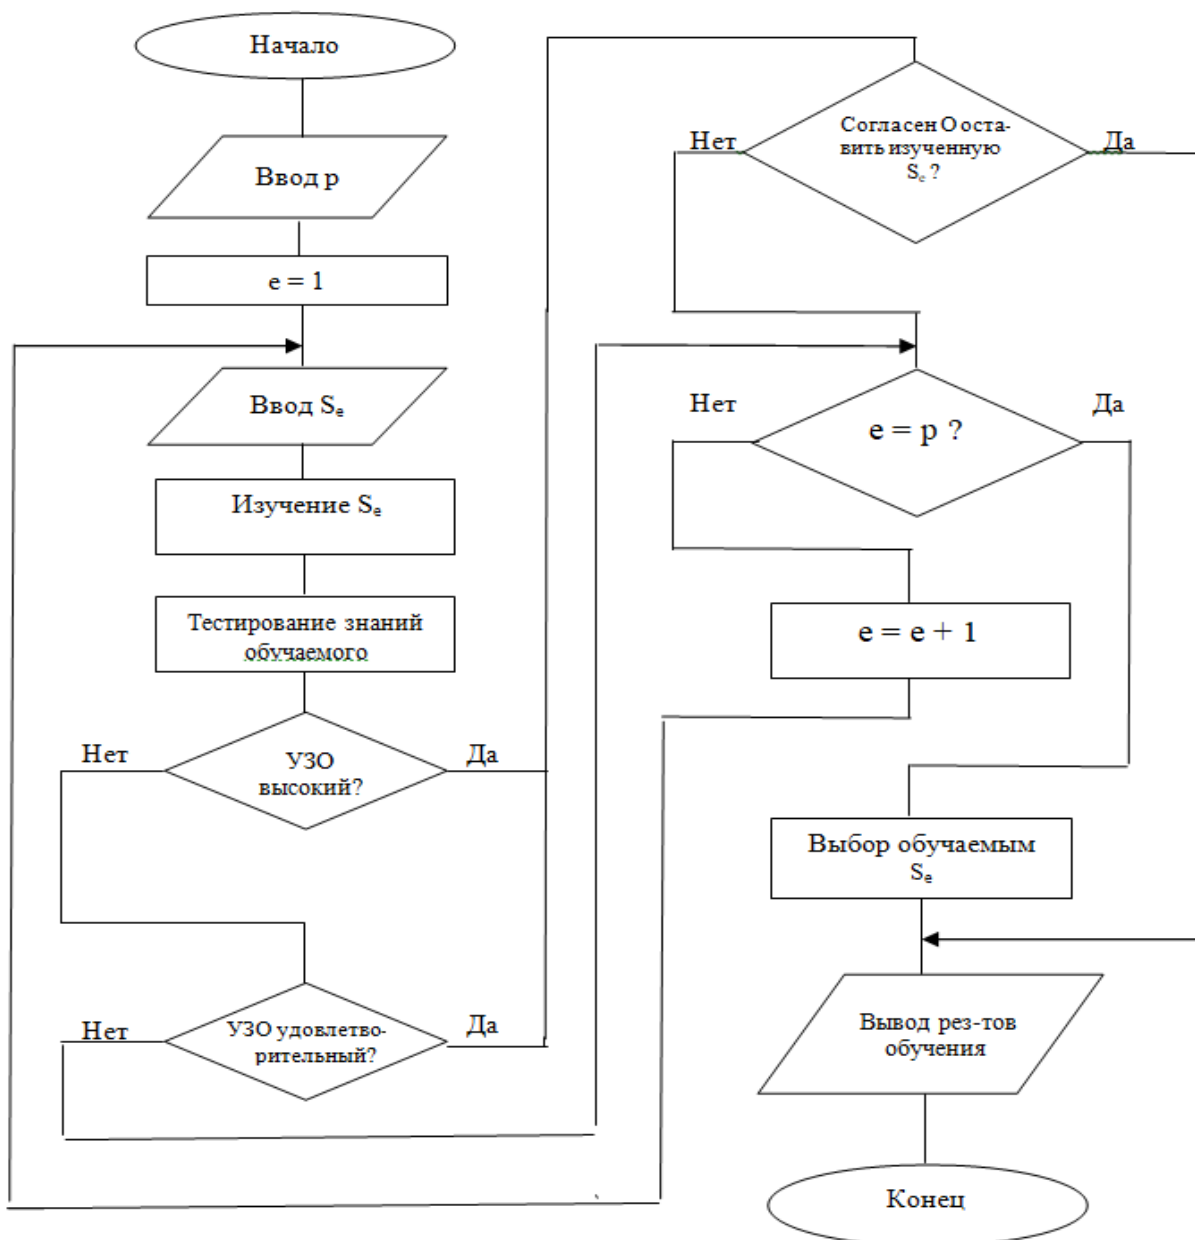 Начало
Ввод p
e = 1
Ввод Sₑ
Изучение Sₑ
Тестирование знаний
обучаемого
Нет
УЗО
высокий?
Да
Нет
УЗО удовлетво-
рительный?
Да
Нет
Согласен О оста-
вить изученную
Sₑ ?
Да
Нет
e = p ?
Да
e = e + 1
Выбор обучаемым
Sₑ
Вывод рез-тов
обучения
Конец